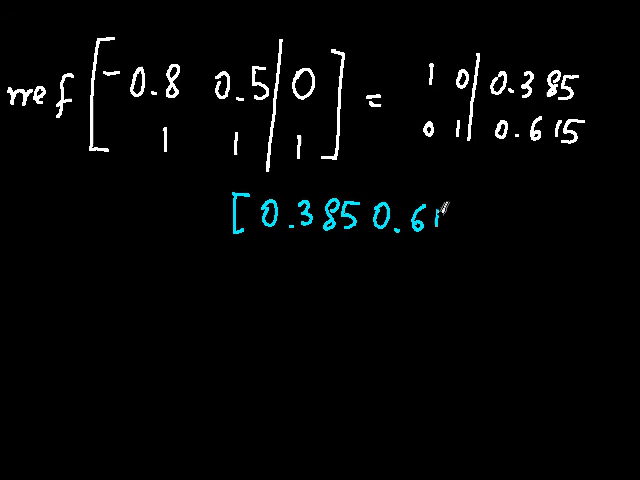 rref [ -0.8 0.5 | 0 ] = 1 0 | 0.385
1 1 | 1 0 1 | 0.615
[ 0.385 0.61